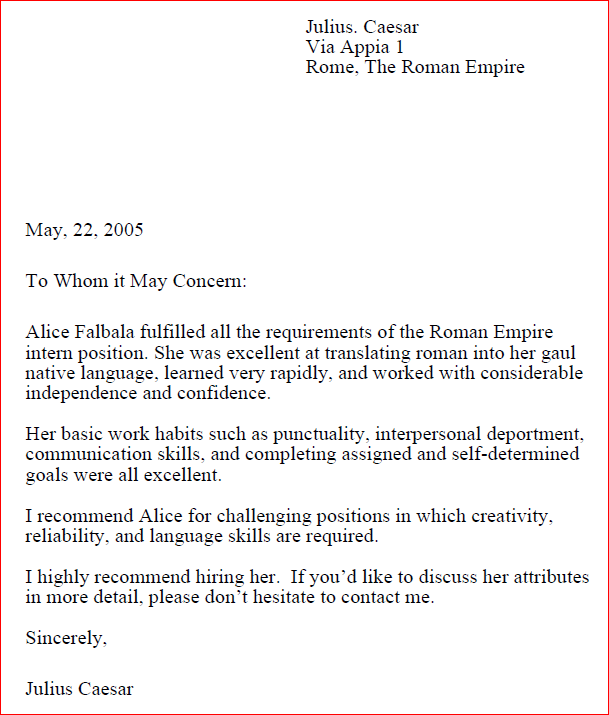 Julius. Caesar
Via Appia 1
Rome, The Roman Empire
May, 22, 2005
To Whom it May Concern:
Alice Falbala fulfilled all the requirements of the Roman Empire
intern position. She was excellent at translating roman into her gaul
native language, learned very rapidly, and worked with considerable
independence and confidence.
Her basic work habits such as punctuality, interpersonal deportment,
communication skills, and completing assigned and self-determined
goals were all excellent.
I recommend Alice for challenging positions in which creativity,
reliability, and language skills are required.
I highly recommend hiring her.  If you’d like to discuss her attributes
in more detail, please don’t hesitate to contact me.
Sincerely,
Julius Caesar